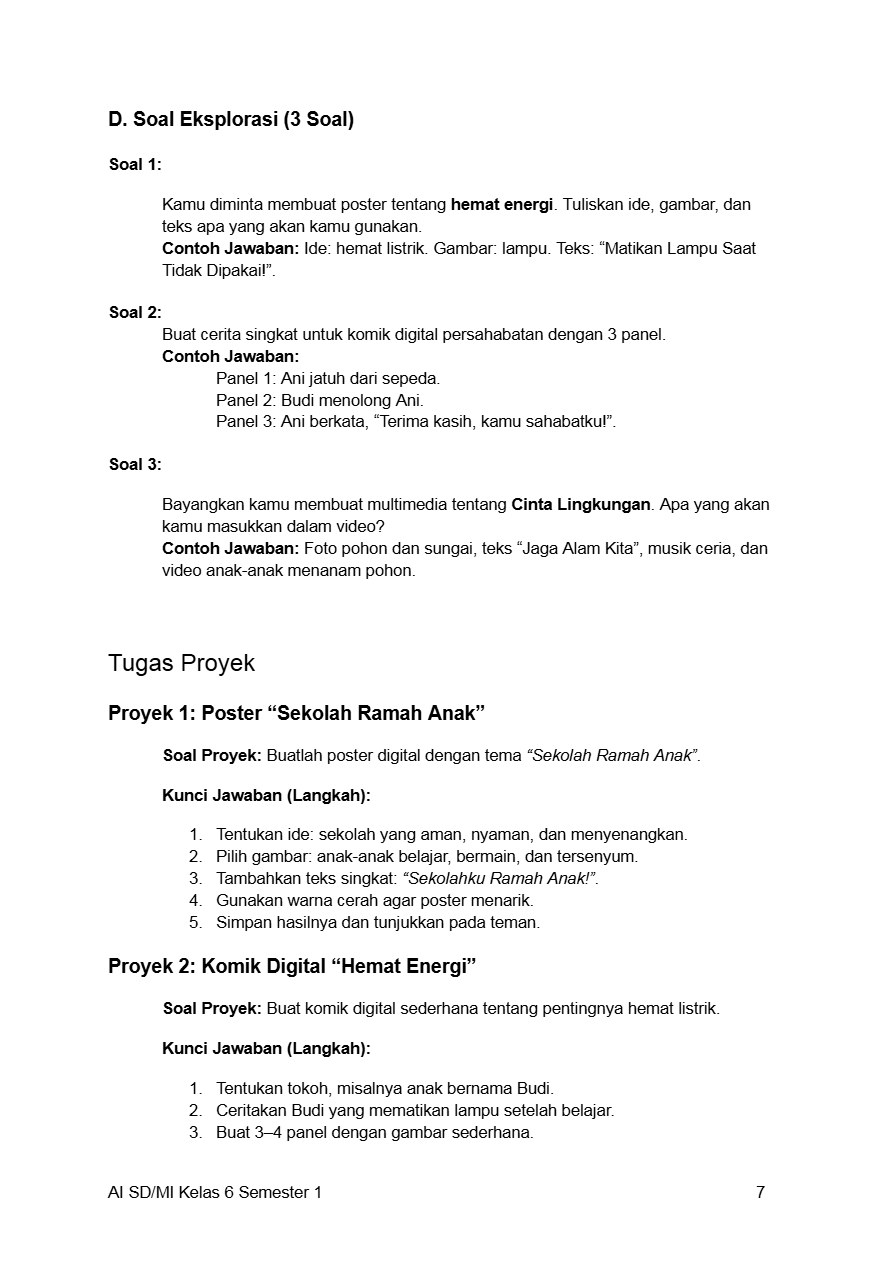 D. Soal Eksplorasi (3 Soal)
Soal 1:
Kamu diminta membuat poster tentang hemat energi. Tuliskan ide, gambar, dan
teks apa yang akan kamu gunakan.
Contoh Jawaban: Ide: hemat listrik. Gambar: lampu. Teks: “Matikan Lampu Saat
Tidak Dipakai!”.
Soal 2:
Buat cerita singkat untuk komik digital persahabatan dengan 3 panel.
Contoh Jawaban:
Panel 1: Ani jatuh dari sepeda.
Panel 2: Budi menolong Ani.
Panel 3: Ani berkata, “Terima kasih, kamu sahabatku!”.
Soal 3:
Bayangkan kamu membuat multimedia tentang Cinta Lingkungan. Apa yang akan
kamu masukkan dalam video?
Contoh Jawaban: Foto pohon dan sungai, teks “Jaga Alam Kita”, musik ceria, dan
video anak-anak menanam pohon.
Tugas Proyek
Proyek 1: Poster “Sekolah Ramah Anak”
Soal Proyek: Buatlah poster digital dengan tema “Sekolah Ramah Anak”.
Kunci Jawaban (Langkah):
1. Tentukan ide: sekolah yang aman, nyaman, dan menyenangkan.
2. Pilih gambar: anak-anak belajar, bermain, dan tersenyum.
3. Tambahkan teks singkat: “Sekolahku Ramah Anak!”.
4. Gunakan warna cerah agar poster menarik.
5. Simpan hasilnya dan tunjukkan pada teman.
Proyek 2: Komik Digital “Hemat Energi”
Soal Proyek: Buat komik digital sederhana tentang pentingnya hemat listrik.
Kunci Jawaban (Langkah):
1. Tentukan tokoh, misalnya anak bernama Budi.
2. Ceritakan Budi yang mematikan lampu setelah belajar.
3. Buat 3–4 panel dengan gambar sederhana.
AI SD/MI Kelas 6 Semester 1 7